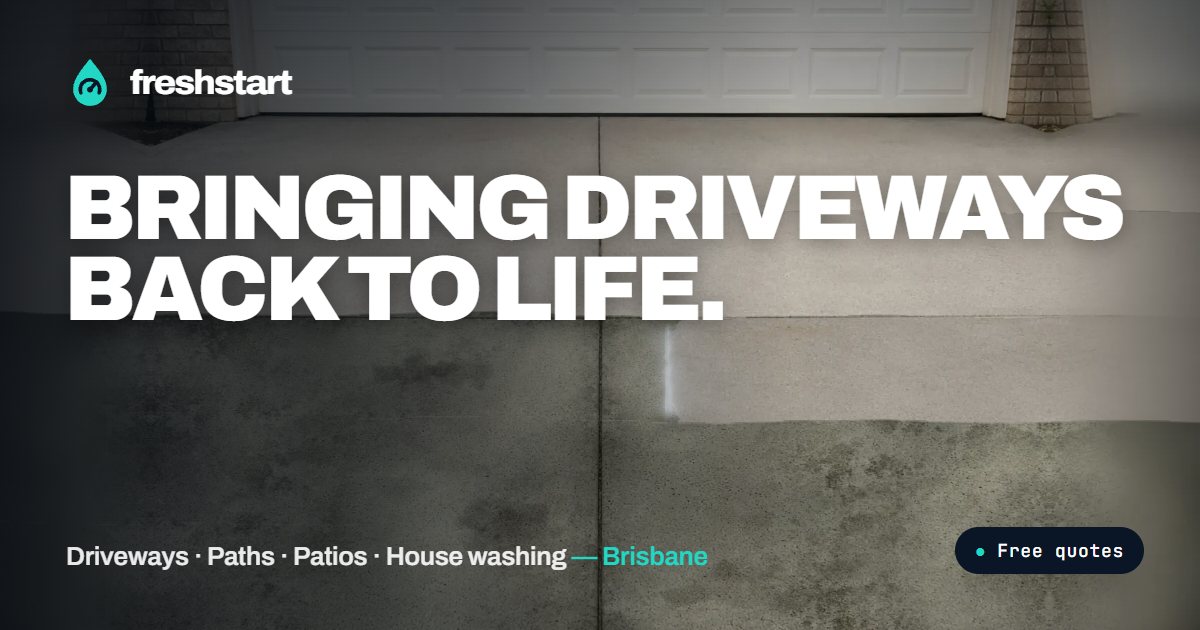 freshstart
BRINGING DRIVEWAYS
BACK TO LIFE.
Driveways · Paths · Patios · House washing — Brisbane
• Free quotes